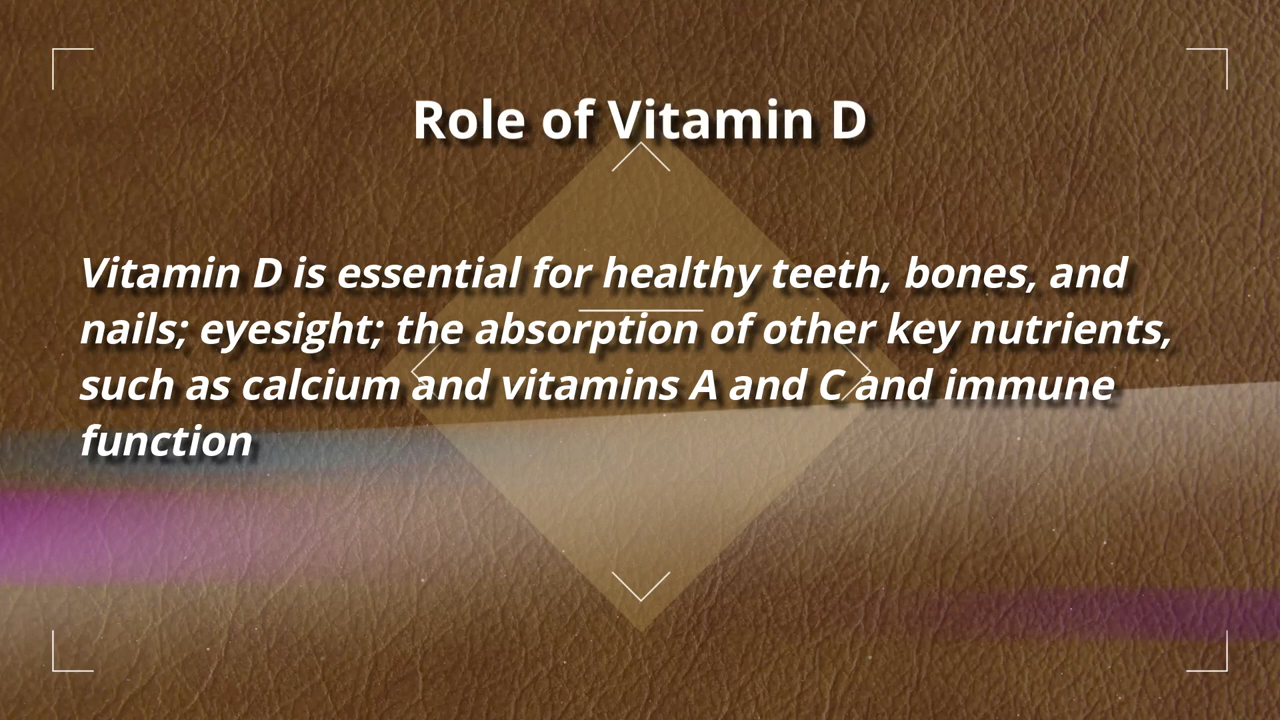 Role of Vitamin D
Vitamin D is essential for healthy teeth, bones, and
nails; eyesight; the absorption of other key nutrients,
such as calcium and vitamins A and C and immune
function